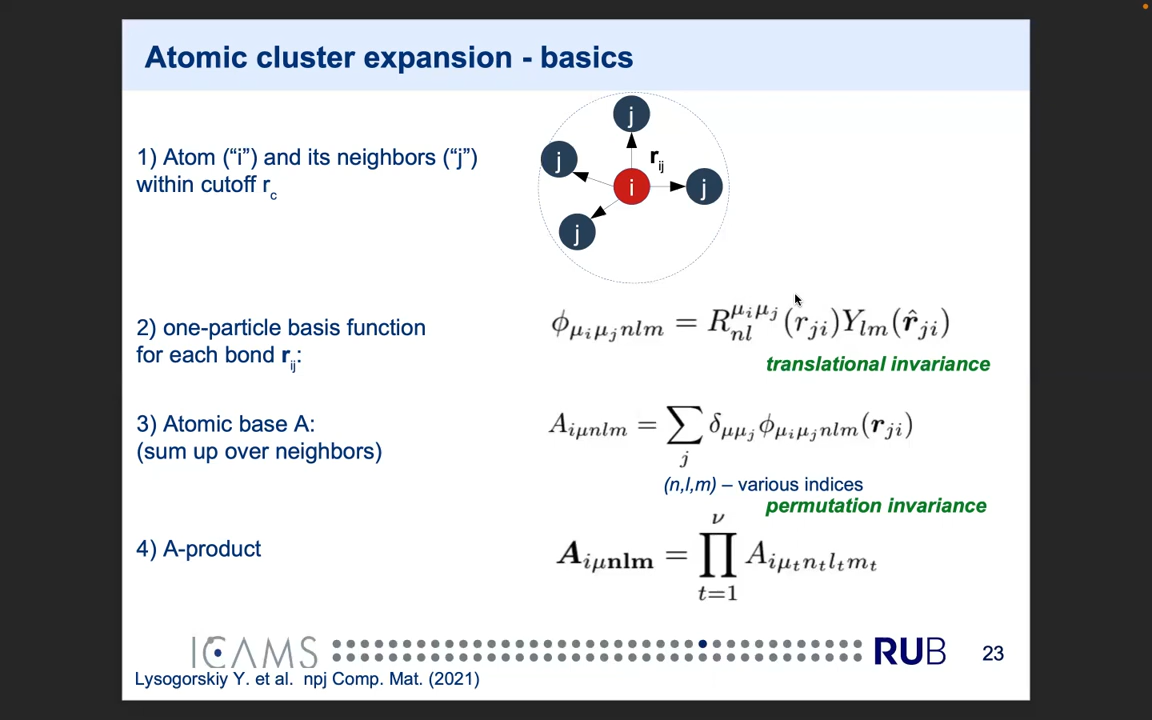 Atomic cluster expansion - basics
1) Atom (“i”) and its neighbors (“j”)
within cutoff r_c
j
j
r_ij
i
j
j
2) one-particle basis function
for each bond r_ij:
ϕ_{μ_i μ_j nlm} = R_{nl}^{μ_i μ_j}(r_{ji})Y_{lm}(r̂_{ji})
translational invariance
3) Atomic base A:
(sum up over neighbors)
A_{iμnlm} = ∑_j δ_{μμ_j} ϕ_{μ_i μ_j nlm}(r_{ji})
(n,l,m) – various indices
permutation invariance
4) A-product
A_{iμnlm} = ∏_{t=1}^{ν} A_{iμ_t n_t l_t m_t}
ICAMS
RUB
23
Lysogorskiy Y. et al. npj Comp. Mat. (2021)